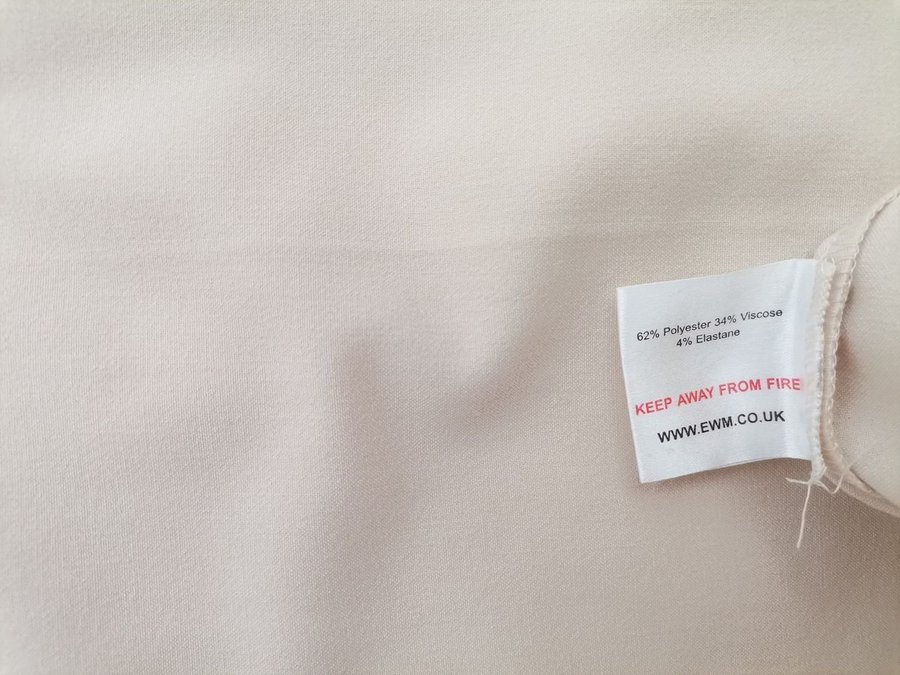 62% Polyester 34% Viscose
4% Elastane
KEEP AWAY FROM FIRE
WWW.EWM.CO.UK